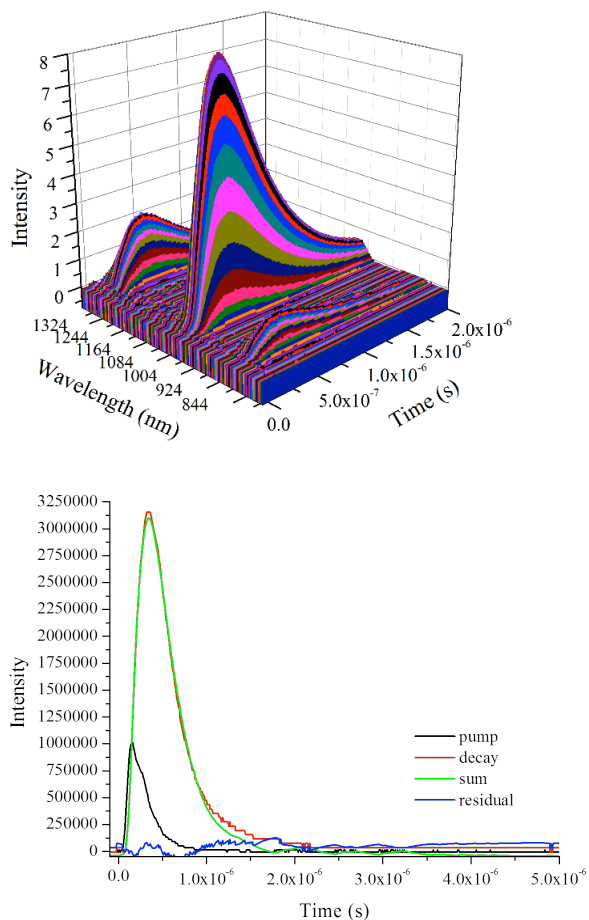 8
7
6
5
4
3
2
1
0
Intensity
1324
1244
1164
1084
1004
924
844
Wavelength (nm)
0.0
5.0x10⁻⁷
1.0x10⁻⁶
1.5x10⁻⁶
2.0x10⁻⁶
Time (s)
3250000
3000000
2750000
2500000
2250000
2000000
1750000
1500000
1250000
1000000
750000
500000
250000
0
Intensity
pump
decay
sum
residual
0.0 1.0x10⁻⁶ 2.0x10⁻⁶ 3.0x10⁻⁶ 4.0x10⁻⁶ 5.0x10⁻⁶
Time (s)